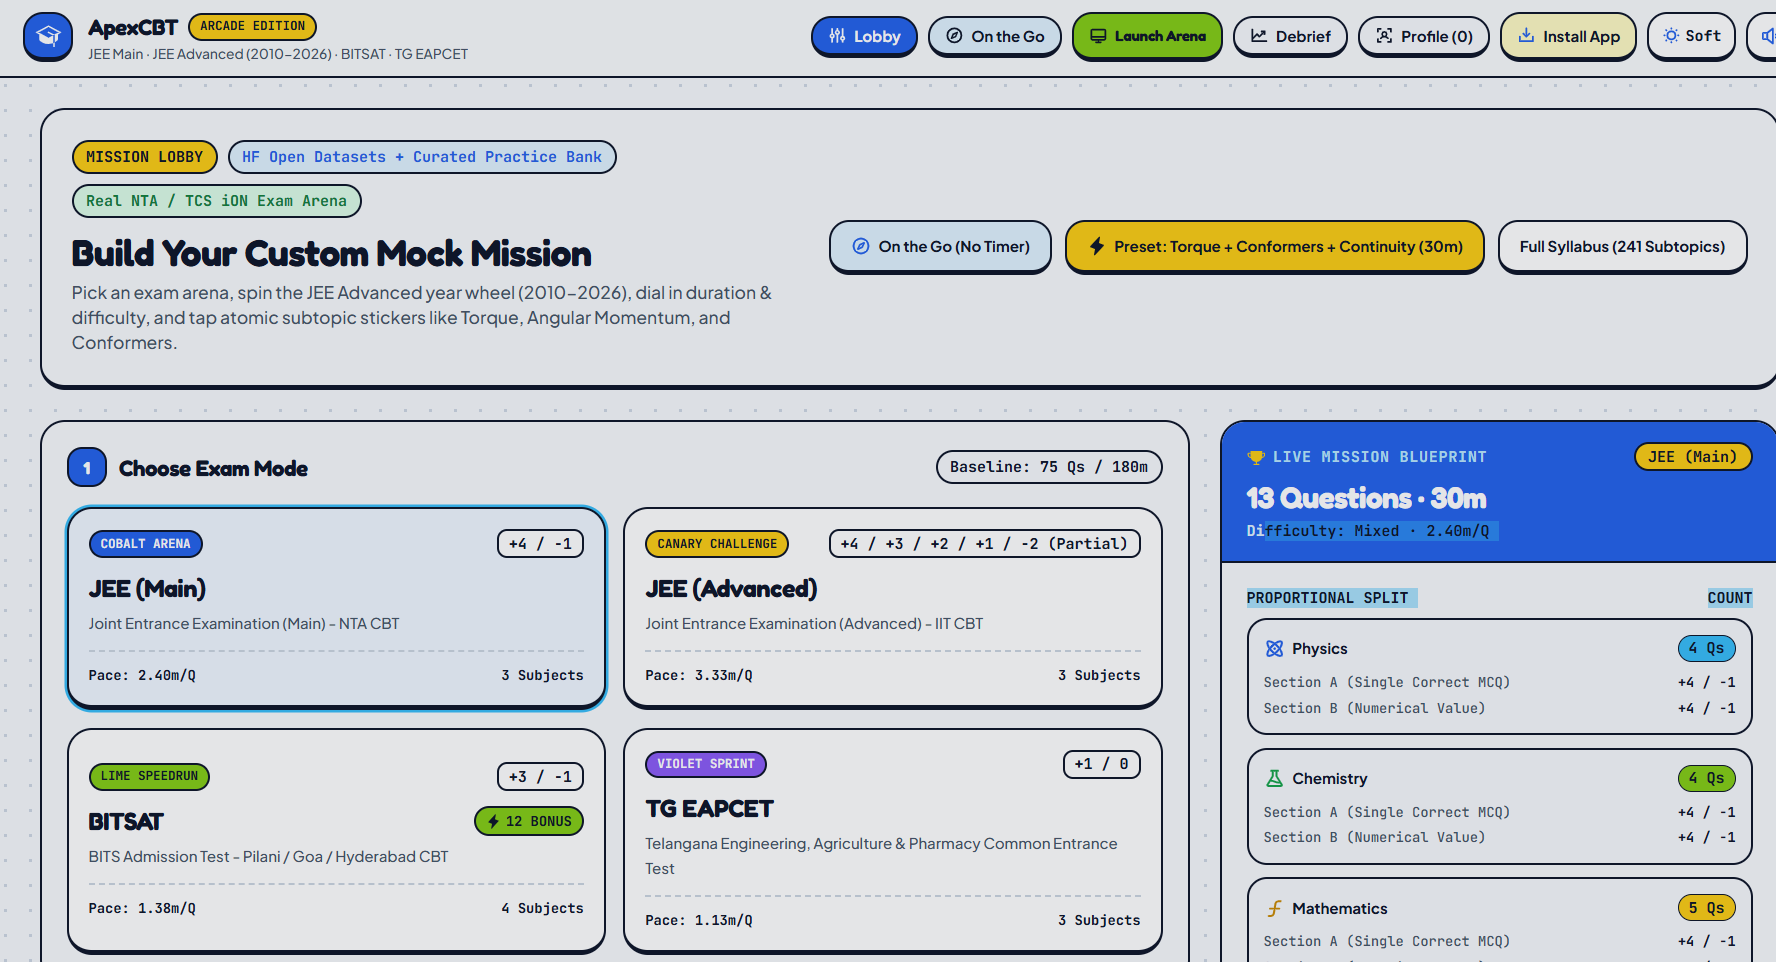 ApexCBT ARCADE EDITION
JEE Main · JEE Advanced (2010–2026) · BITSAT · TG EAPCET
Lobby
On the Go
Launch Arena
Debrief
Profile (0)
Install App
Soft
MISSION LOBBY
HF Open Datasets + Curated Practice Bank
Real NTA / TCS iON Exam Arena
Build Your Custom Mock Mission
Pick an exam arena, spin the JEE Advanced year wheel (2010–2026), dial in duration &
difficulty, and tap atomic subtopic stickers like Torque, Angular Momentum, and
Conformers.
On the Go (No Timer)
Preset: Torque + Conformers + Continuity (30m)
Full Syllabus (241 Subtopics)
1 Choose Exam Mode
Baseline: 75 Qs / 180m
COBALT ARENA
+4 / -1
JEE (Main)
Joint Entrance Examination (Main) - NTA CBT
Pace: 2.40m/Q
3 Subjects
CANARY CHALLENGE
+4 / +3 / +2 / +1 / -2 (Partial)
JEE (Advanced)
Joint Entrance Examination (Advanced) - IIT CBT
Pace: 3.33m/Q
3 Subjects
LIME SPEEDRUN
+3 / -1
BITSAT
12 BONUS
BITS Admission Test - Pilani / Goa / Hyderabad CBT
Pace: 1.38m/Q
4 Subjects
VIOLET SPRINT
+1 / 0
TG EAPCET
Telangana Engineering, Agriculture & Pharmacy Common Entrance
Test
Pace: 1.13m/Q
3 Subjects
LIVE MISSION BLUEPRINT
JEE (Main)
13 Questions · 30m
Difficulty: Mixed · 2.40m/Q
PROPORTIONAL SPLIT
COUNT
Physics
4 Qs
Section A (Single Correct MCQ)
+4 / -1
Section B (Numerical Value)
+4 / -1
Chemistry
4 Qs
Section A (Single Correct MCQ)
+4 / -1
Section B (Numerical Value)
+4 / -1
Mathematics
5 Qs
Section A (Single Correct MCQ)
+4 / -1